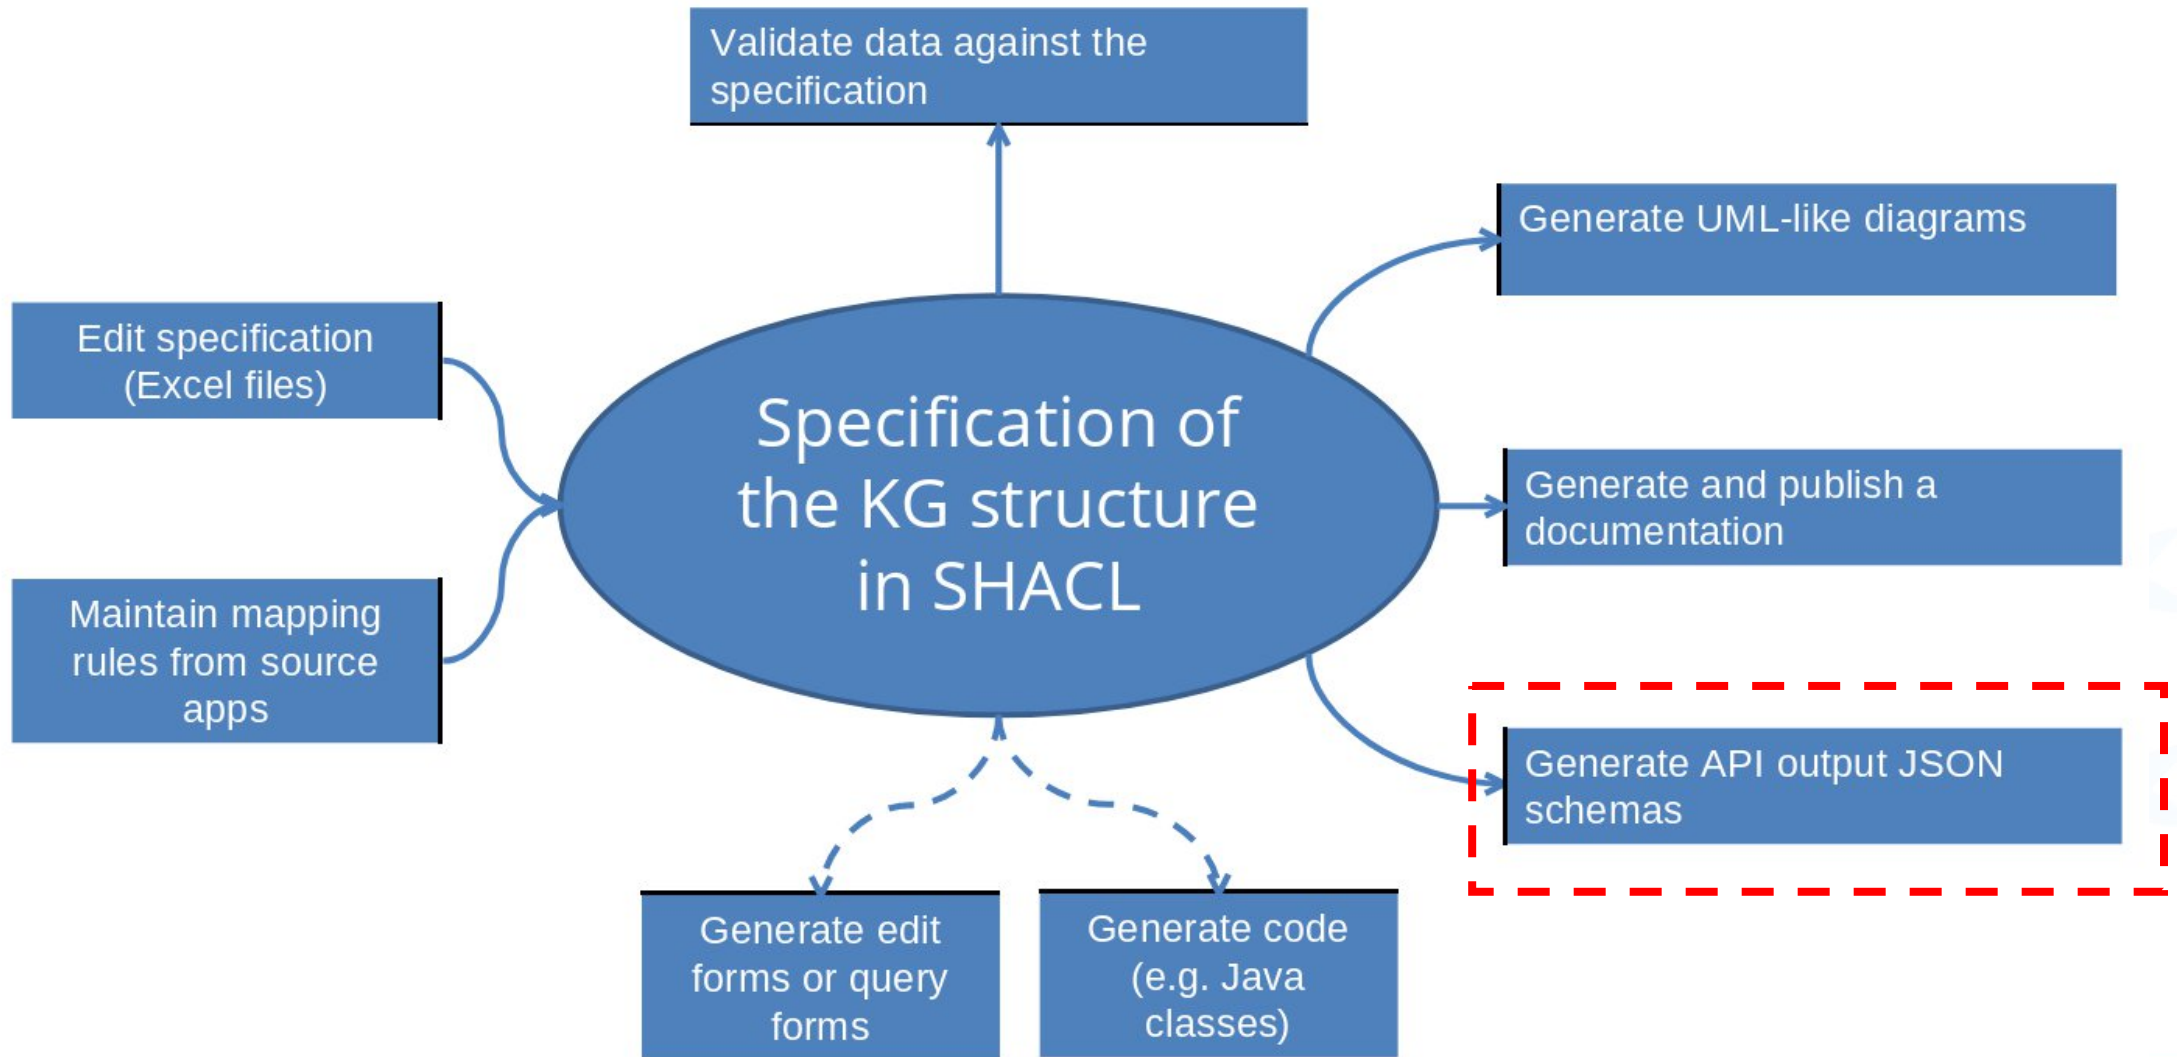 Validate data against the
specification
Generate UML-like diagrams
Edit specification
(Excel files)
Specification of
the KG structure
in SHACL
Generate and publish a
documentation
Maintain mapping
rules from source
apps
Generate API output JSON
schemas
Generate edit
forms or query
forms
Generate code
(e.g. Java
classes)